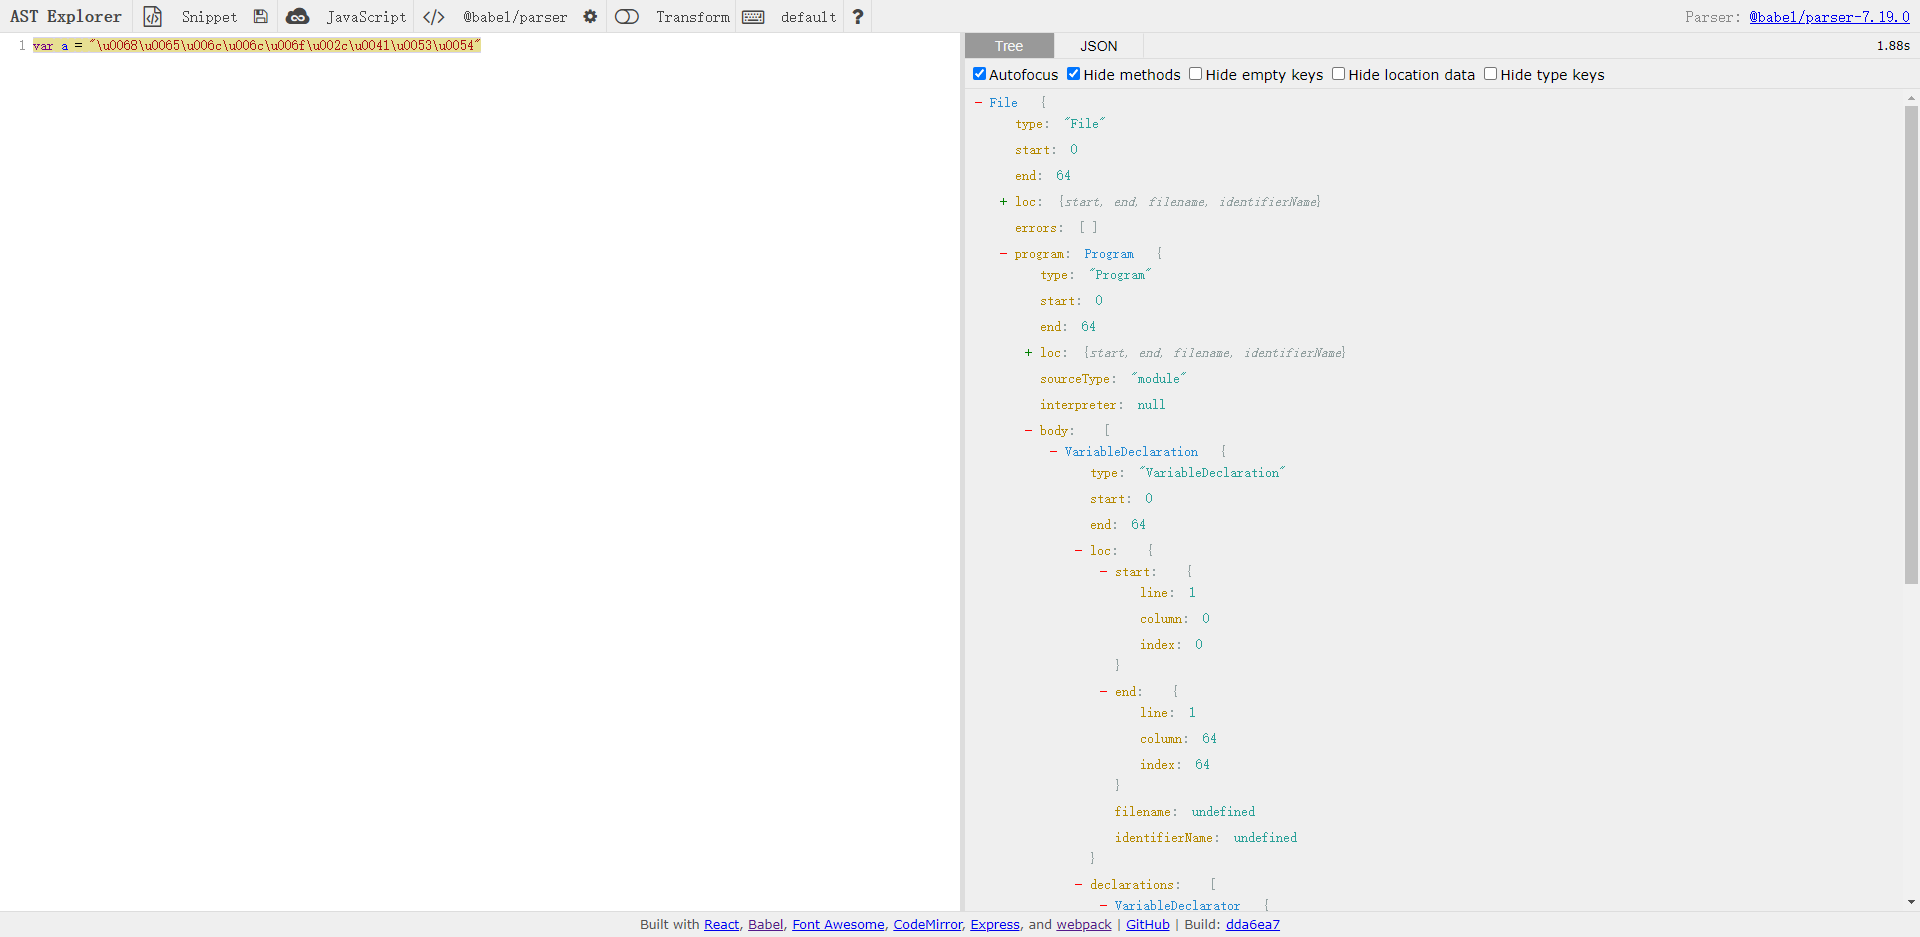 AST Explorer Snippet JavaScript </> @babel/parser Transform default ? Parser: @babel/parser-7.19.0
1 var a = "\u0068\u0065\u006c\u006c\u006f\u002c\u0041\u0053\u0054"
Tree JSON 1.88s
Autofocus Hide methods Hide empty keys Hide location data Hide type keys
- File {
type: "File"
start: 0
end: 64
+ loc: {start, end, filename, identifierName}
errors: [ ]
- program: Program {
type: "Program"
start: 0
end: 64
+ loc: {start, end, filename, identifierName}
sourceType: "module"
interpreter: null
- body: [
- VariableDeclaration {
type: "VariableDeclaration"
start: 0
end: 64
- loc: {
- start: {
line: 1
column: 0
index: 0
}
- end: {
line: 1
column: 64
index: 64
}
filename: undefined
identifierName: undefined
}
- declarations: [
- VariableDeclarator {
Built with React, Babel, Font Awesome, CodeMirror, Express, and webpack | GitHub | Build: dda6ea7